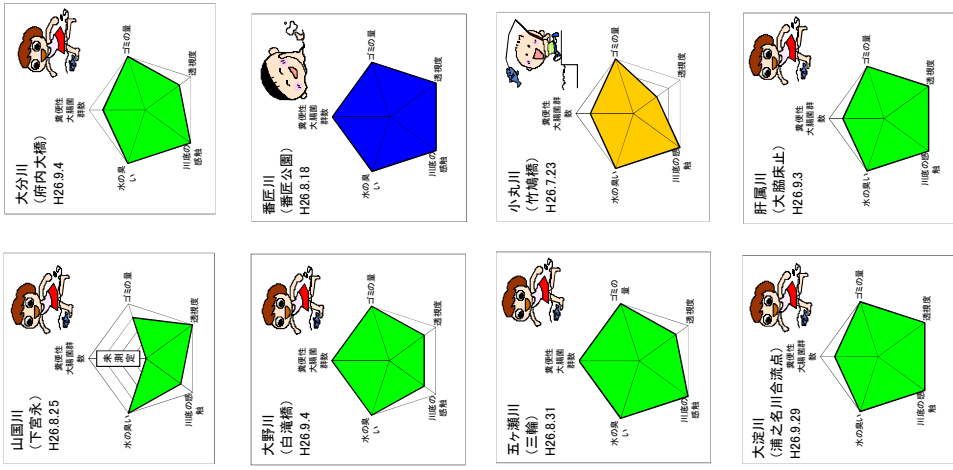 山国川
（下宮永）
H26.8.25
糞便性
大腸菌群
数
ゴミの量
透視度
川底の感
触
水の臭い
未測
定
大分川
（府内大橋）
H26.9.4
糞便性
大腸菌
群数
ゴミの量
透視度
川底の
感触
水の臭
い
大野川
（白滝橋）
H26.9.4
糞便性
大腸菌
群数
ゴミの量
透視度
川底の
感触
水の臭
い
番匠川
（番匠公園）
H26.8.18
糞便性
大腸菌
群数
ゴミの量
透視度
川底の
感触
水の臭
い
五ヶ瀬川
（三輪）
H26.8.31
糞便性
大腸菌
群数
ゴミの
量
透視度
川底の
感触
水の臭
い
小丸川
（竹鳩橋）
H26.7.23
糞便性
大腸菌群
数
ゴミの量
透視度
川底の感
触
水の臭い
大淀川
（浦之名川合流点）
H26.9.29
糞便性
大腸菌群
数
ゴミの量
透視度
川底の感
触
水の臭い
肝属川
（大脇床止）
H26.9.3
糞便性
大腸菌群
数
ゴミの量
透視度
川底の感
触
水の臭い